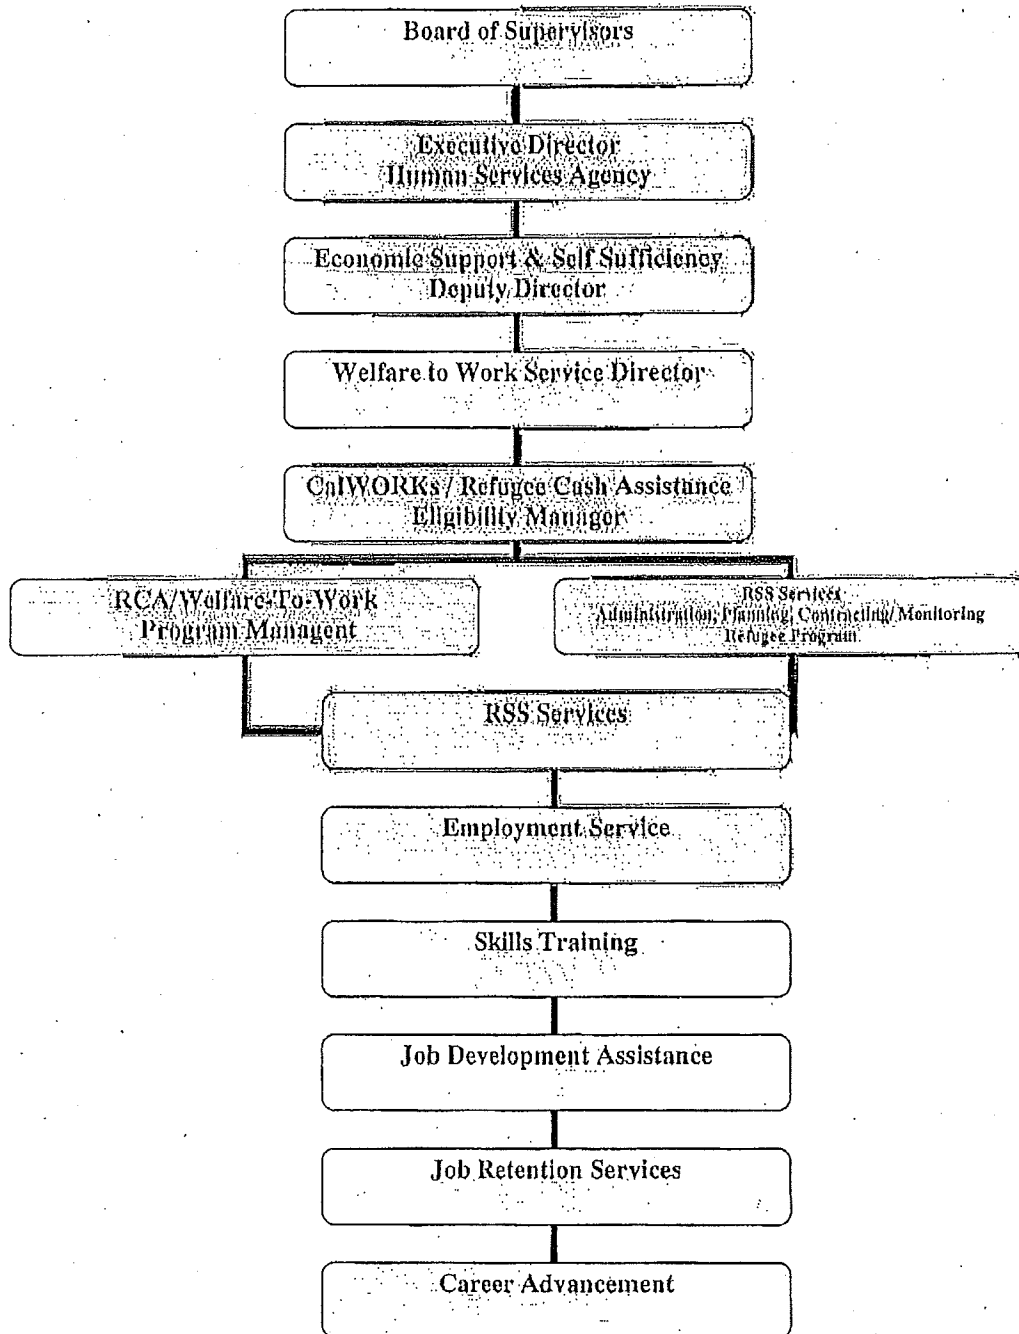 Board of Supervisors
Executive Director
Human Services Agency
Economic Support & Self Sufficiency
Deputy Director
Welfare to Work Service Director
CalWORKs / Refugee Cash Assistance
Eligibility Manager
RCA/Welfare-To-Work
Program Managent
RSS Services
Administration, Planning, Contracting/Monitoring
Refugee Program
RSS Services
Employment Service
Skills Training
Job Development Assistance
Job Retention Services
Career Advancement